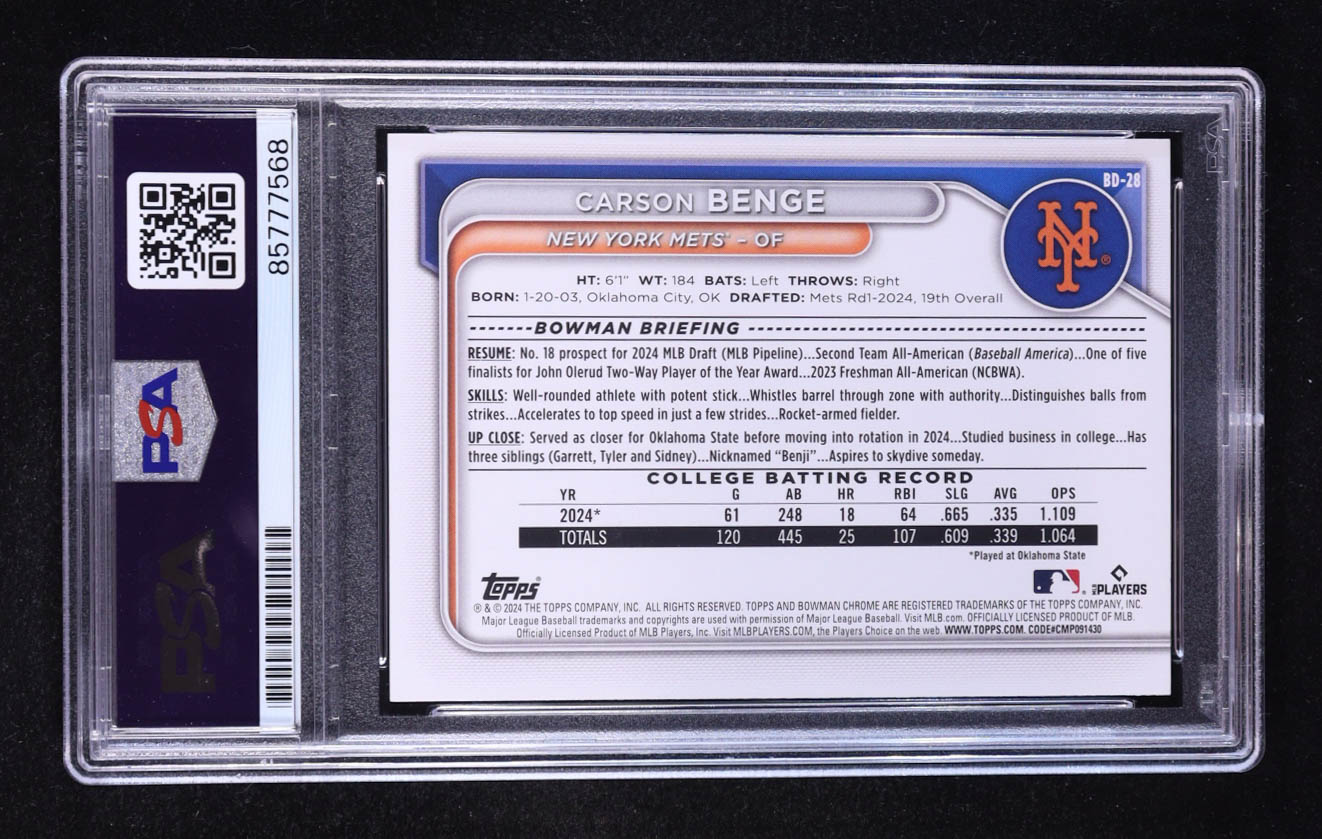 85777568
PSA
PSA
BD-28
CARSON BENGE
NEW YORK METS® - OF
NY®
HT: 6'1" WT: 184 BATS: Left THROWS: Right
BORN: 1-20-03, Oklahoma City, OK DRAFTED: Mets Rd1-2024, 19th Overall
-------BOWMAN BRIEFING -------
RESUME: No. 18 prospect for 2024 MLB Draft (MLB Pipeline)...Second Team All-American (Baseball America)...One of five
finalists for John Olerud Two-Way Player of the Year Award...2023 Freshman All-American (NCBWA).
SKILLS: Well-rounded athlete with potent stick...Whistles barrel through zone with authority...Distinguishes balls from
strikes...Accelerates to top speed in just a few strides...Rocket-armed fielder.
UP CLOSE: Served as closer for Oklahoma State before moving into rotation in 2024...Studied business in college...Has
three siblings (Garrett, Tyler and Sidney)...Nicknamed “Benji”...Aspires to skydive someday.
COLLEGE BATTING RECORD
YR G AB HR RBI SLG AVG OPS
2024* 61 248 18 64 .665 .335 1.109
TOTALS 120 445 25 107 .609 .339 1.064
*Played at Oklahoma State
Topps®
MLB PLAYERS
® & © 2024 THE TOPPS COMPANY, INC. ALL RIGHTS RESERVED. TOPPS AND BOWMAN CHROME ARE REGISTERED TRADEMARKS OF THE TOPPS COMPANY, INC.
Major League Baseball trademarks and copyrights are used with permission of Major League Baseball. Visit MLB.com. OFFICIALLY LICENSED PRODUCT OF MLB.
Officially Licensed Product of MLB Players, Inc. Visit MLBPLAYERS.COM, the Players Choice on the web. WWW.TOPPS.COM. CODE#CMP091430
PSA